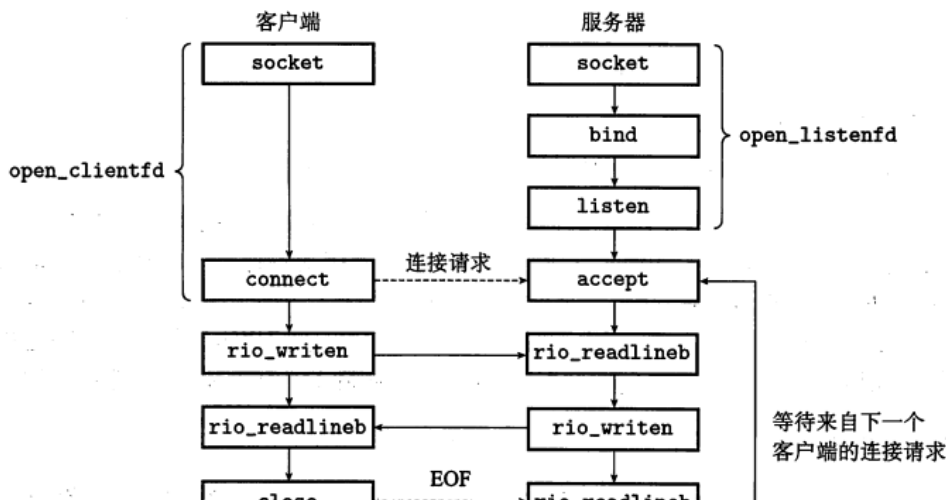 客户端
服务器
socket
socket
bind
open_listenfd
open_clientfd
listen
连接请求
connect
accept
rio_writen
rio_readlineb
rio_readlineb
rio_writen
等待来自下一个
客户端的连接请求
EOF
close
rio_readlineb